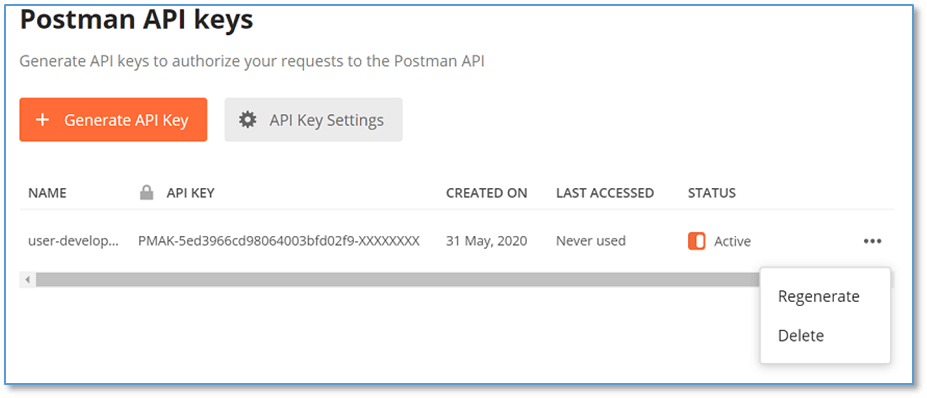 Postman API keys
Generate API keys to authorize your requests to the Postman API
+ Generate API Key API Key Settings
NAME API KEY CREATED ON LAST ACCESSED STATUS
user-develop... PMAK-5ed3966cd98064003bfd02f9-XXXXXXXX 31 May, 2020 Never used Active
Regenerate
Delete